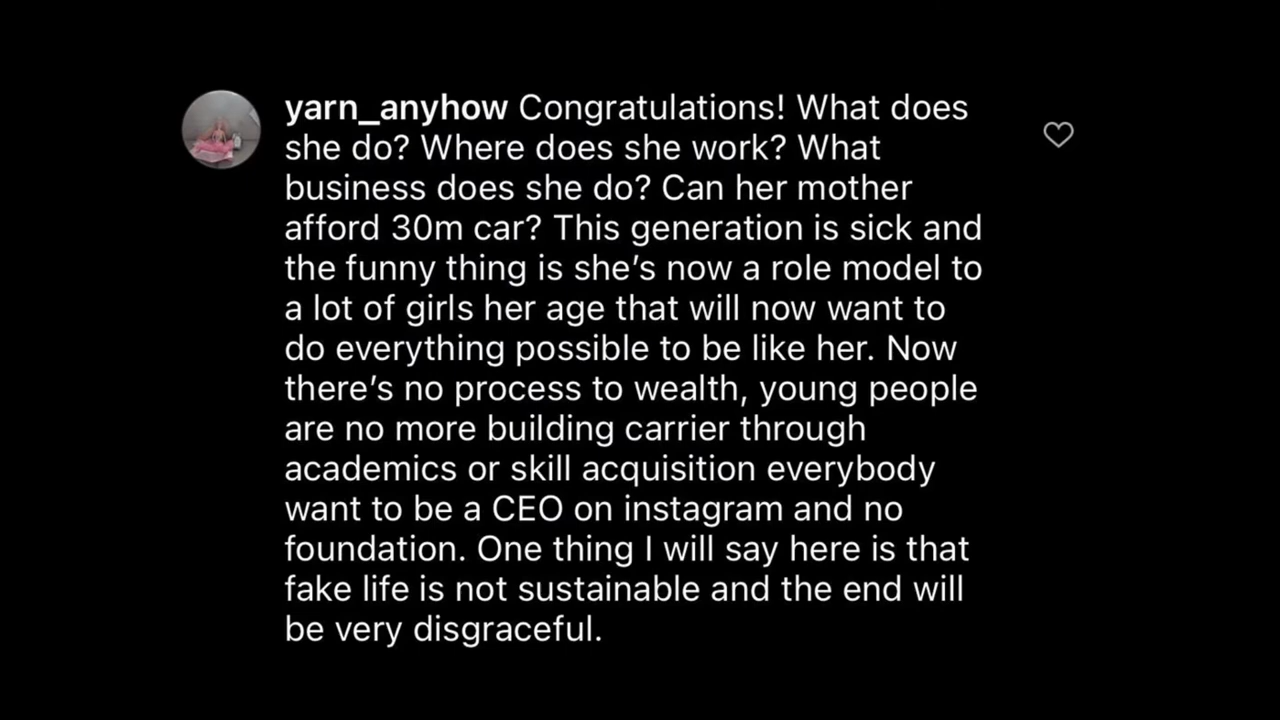 yarn_anyhow Congratulations! What does
she do? Where does she work? What
business does she do? Can her mother
afford 30m car? This generation is sick and
the funny thing is she’s now a role model to
a lot of girls her age that will now want to
do everything possible to be like her. Now
there’s no process to wealth, young people
are no more building carrier through
academics or skill acquisition everybody
want to be a CEO on instagram and no
foundation. One thing I will say here is that
fake life is not sustainable and the end will
be very disgraceful.